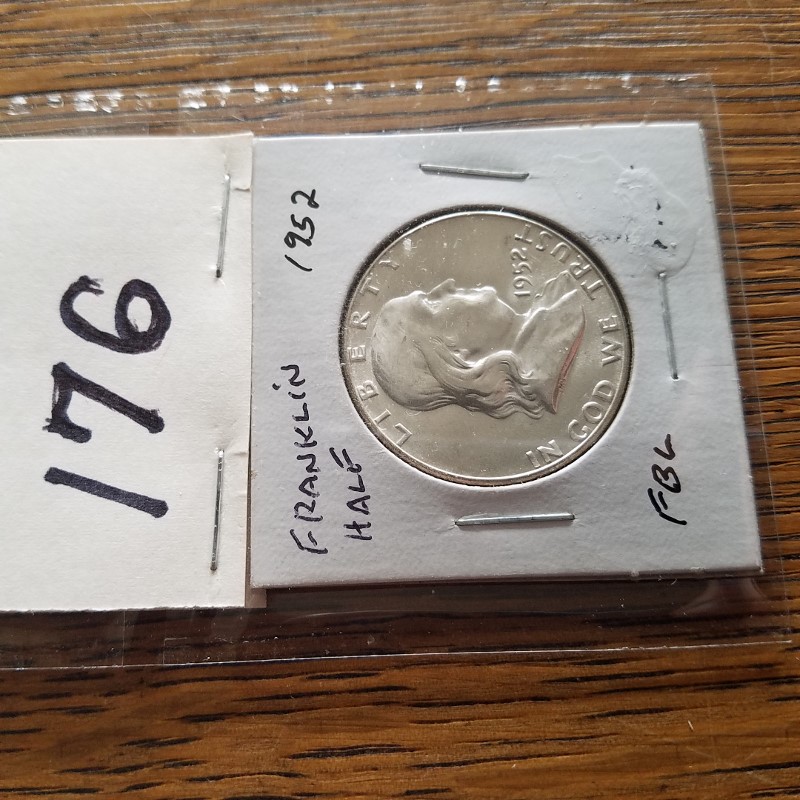 176
1952
FRANKLIN
HALF
FBL
LIBERTY
IN GOD WE TRUST
1952